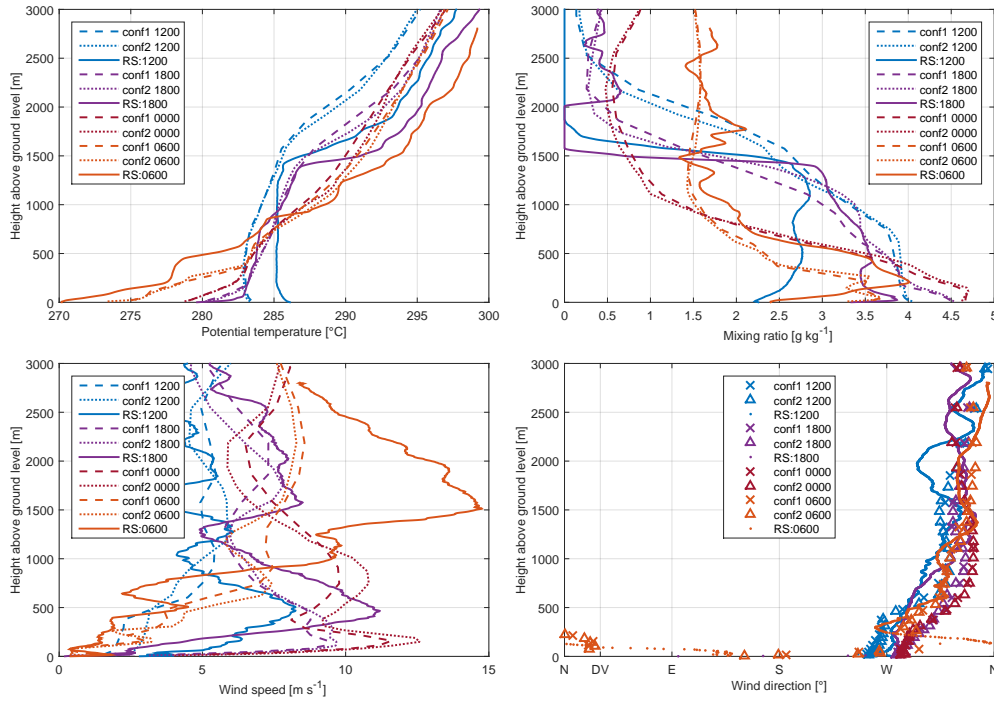 3000
2500
2000
1500
1000
500
0
Height above ground level [m]
conf1 1200
conf2 1200
RS:1200
conf1 1800
conf2 1800
RS:1800
conf1 0000
conf2 0000
conf1 0600
conf2 0600
RS:0600
270 275 280 285 290 295 300
Potential temperature [°C]
3000
2500
2000
1500
1000
500
0
Height above ground level [m]
conf1 1200
conf2 1200
RS:1200
conf1 1800
conf2 1800
RS:1800
conf1 0000
conf2 0000
conf1 0600
conf2 0600
RS:0600
0 0.5 1 1.5 2 2.5 3 3.5 4 4.5 5
Mixing ratio [g kg⁻¹]
3000
2500
2000
1500
1000
500
0
Height above ground level [m]
conf1 1200
conf2 1200
RS:1200
conf1 1800
conf2 1800
RS:1800
conf1 0000
conf2 0000
conf1 0600
conf2 0600
RS:0600
0 5 10 15
Wind speed [m s⁻¹]
3000
2500
2000
1500
1000
500
0
Height above ground level [m]
conf1 1200
conf2 1200
RS:1200
conf1 1800
conf2 1800
RS:1800
conf1 0000
conf2 0000
conf1 0600
conf2 0600
RS:0600
N DV E S W N
Wind direction [°]